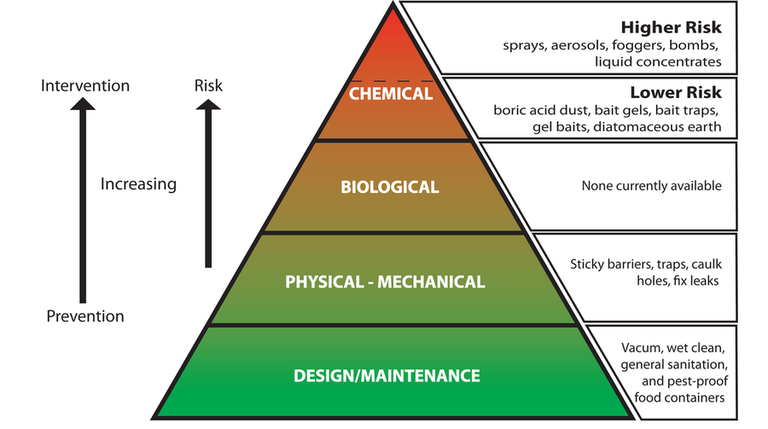 Higher Risk
sprays, aerosols, foggers, bombs,
liquid concentrates
Intervention
Risk
CHEMICAL
Lower Risk
boric acid dust, bait gels, bait traps,
gel baits, diatomaceous earth
Increasing
BIOLOGICAL
None currently available
PHYSICAL - MECHANICAL
Sticky barriers, traps, caulk
holes, fix leaks
Prevention
DESIGN/MAINTENANCE
Vacum, wet clean,
general sanitation,
and pest-proof
food containers